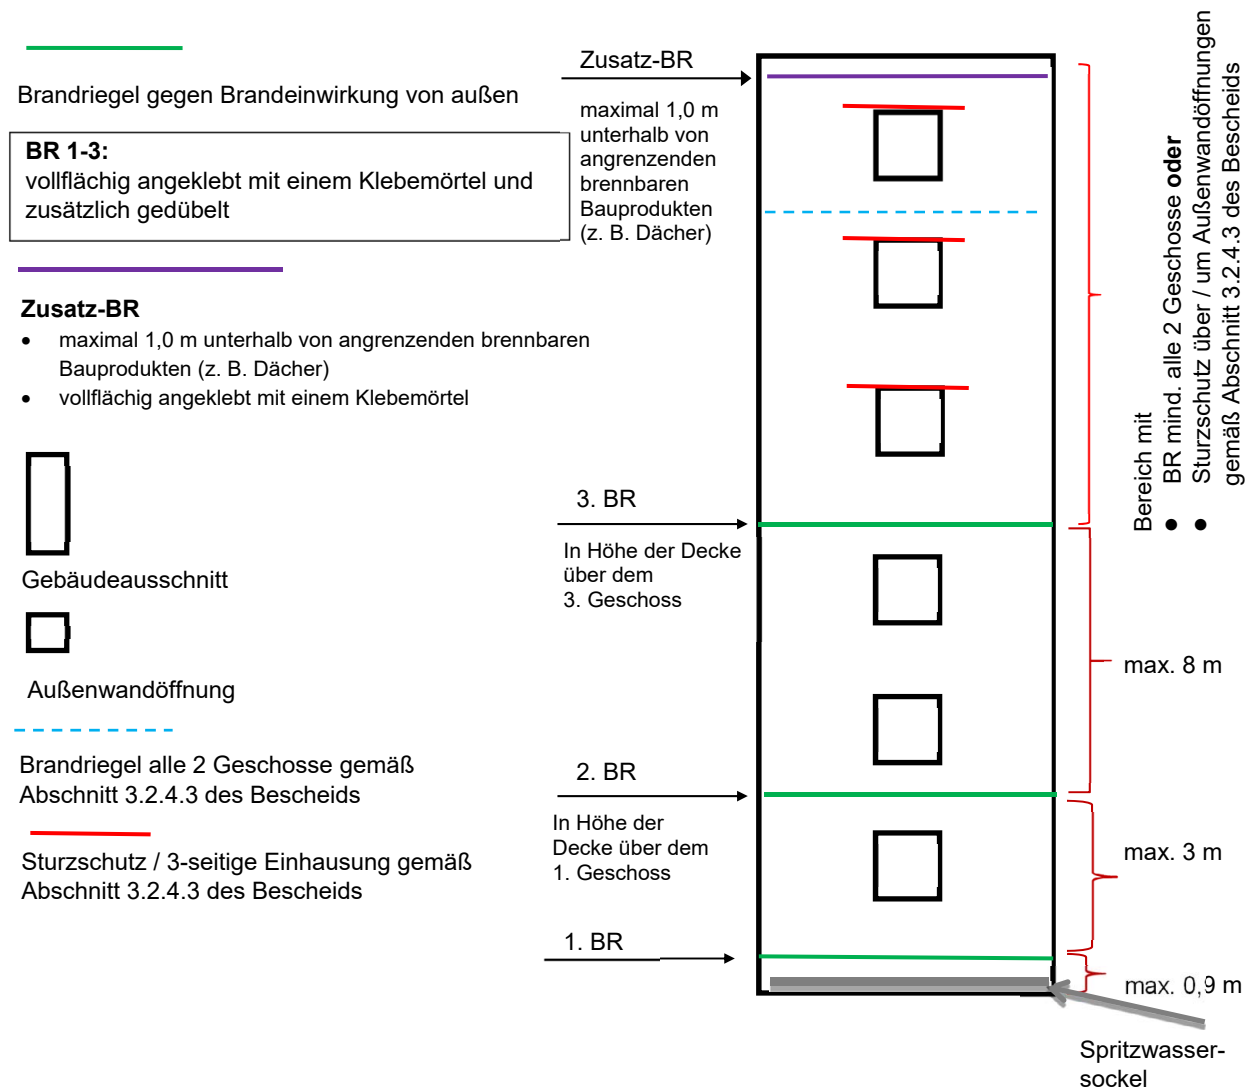 Brandriegel gegen Brandeinwirkung von außen
BR 1-3:
vollflächig angeklebt mit einem Klebemörtel und
zusätzlich gedübelt
Zusatz-BR
• maximal 1,0 m unterhalb von angrenzenden brennbaren
Bauprodukten (z. B. Dächer)
• vollflächig angeklebt mit einem Klebemörtel
Gebäudeausschnitt
Außenwandöffnung
Brandriegel alle 2 Geschosse gemäß
Abschnitt 3.2.4.3 des Bescheids
Sturzschutz / 3-seitige Einhausung gemäß
Abschnitt 3.2.4.3 des Bescheids
Zusatz-BR
maximal 1,0 m
unterhalb von
angrenzenden
brennbaren
Bauprodukten
(z. B. Dächer)
3. BR
In Höhe der Decke
über dem
3. Geschoss
2. BR
In Höhe der
Decke über dem
1. Geschoss
1. BR
Bereich mit
• BR mind. alle 2 Geschosse oder
• Sturzschutz über / um Außenwandöffnungen
gemäß Abschnitt 3.2.4.3 des Bescheids
max. 8 m
max. 3 m
max. 0,9 m
Spritzwasser-
sockel